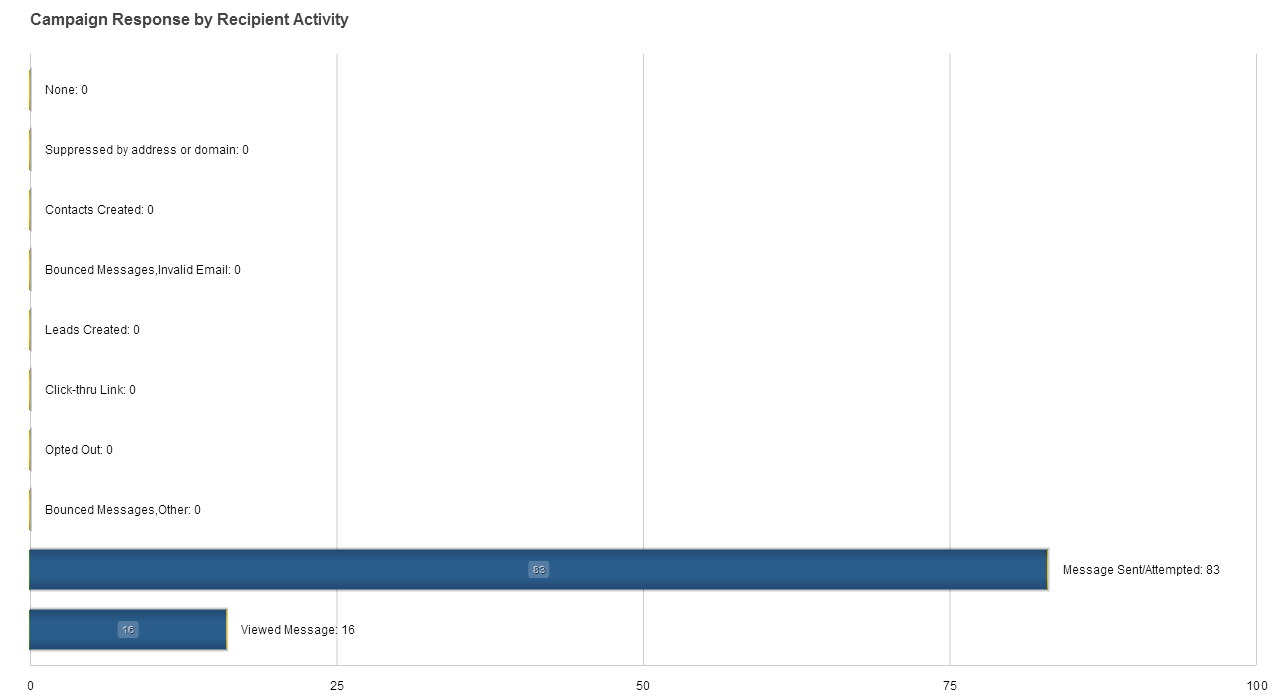 Campaign Response by Recipient Activity
None: 0
Suppressed by address or domain: 0
Contacts Created: 0
Bounced Messages,Invalid Email: 0
Leads Created: 0
Click-thru Link: 0
Opted Out: 0
Bounced Messages,Other: 0
83 Message Sent/Attempted: 83
16 Viewed Message: 16
0 25 50 75 100